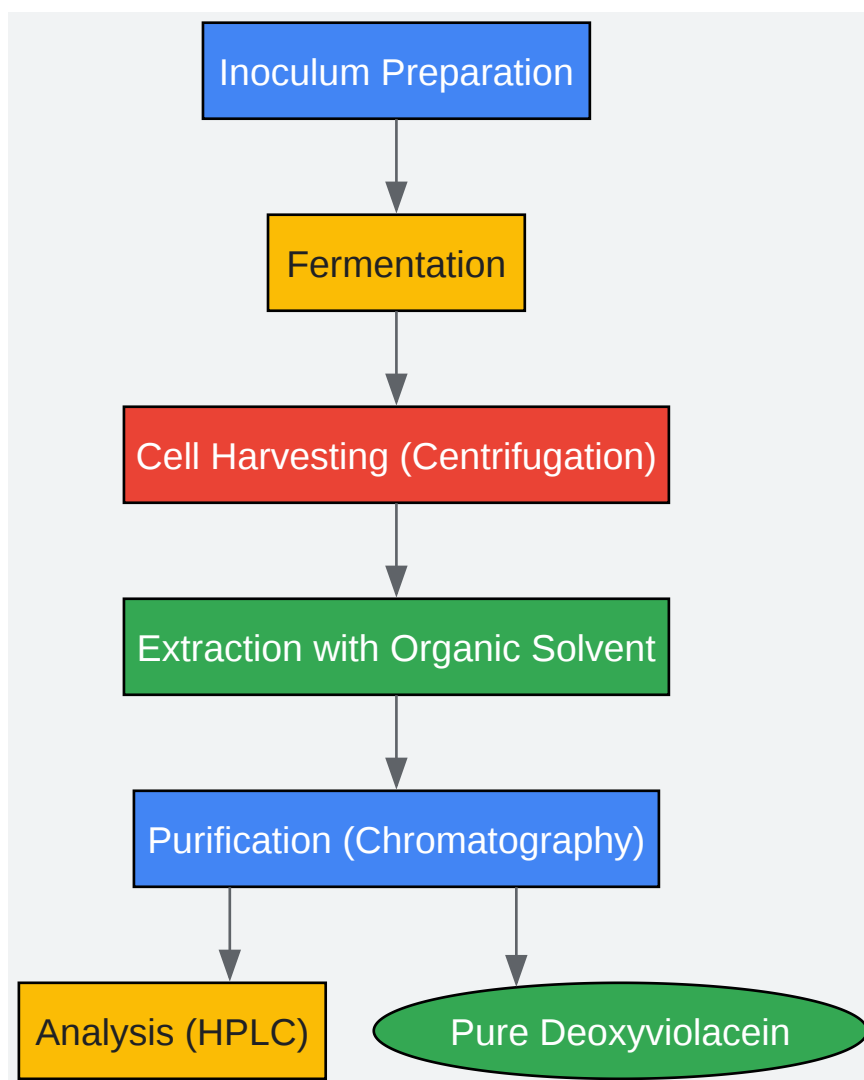 Inoculum Preparation
Fermentation
Cell Harvesting (Centrifugation)
Extraction with Organic Solvent
Purification (Chromatography)
Analysis (HPLC)
Pure Deoxyviolacein